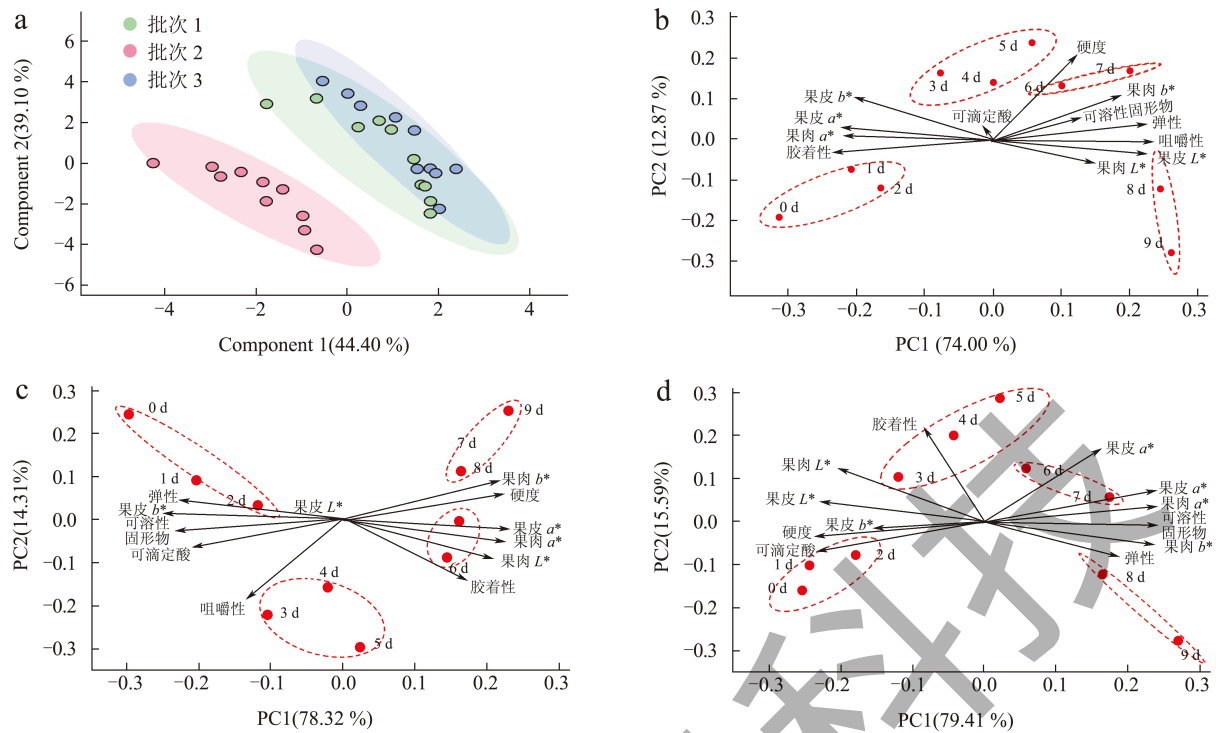 a
批次 1
批次 2
批次 3
6
4
2
0
−2
−4
−6
−4
−2
0
2
4
Component 2(39.10 %)
Component 1(44.40 %)
b
0.3
0.2
0.1
0.0
−0.1
−0.2
−0.3
−0.3
−0.2
−0.1
0.0
0.1
0.2
0.3
PC2 (12.87 %)
PC1 (74.00 %)
5 d
硬度
3 d
4 d
7 d
6 d
果肉 b*
果皮 b*
可滴定酸
可溶性固形物
果皮 a*
弹性
果肉 a*
咀嚼性
胶着性
果皮 L*
果肉 L*
1 d
2 d
8 d
0 d
9 d
c
0.3
0.2
0.1
0.0
−0.1
−0.2
−0.3
−0.3
−0.2
−0.1
0.0
0.1
0.2
0.3
PC2(14.31%)
PC1(78.32 %)
0 d
9 d
7 d
8d
1 d
果肉 b*
弹性
2 d
硬度
果皮 b*
果皮 L*
可溶性
固形物
果皮 a*
果肉 a*
可滴定酸
果肉 L*
6 d
胶着性
4 d
咀嚼性
3 d
5 d
d
0.3
0.2
0.1
0.0
−0.1
−0.2
−0.3
−0.3
−0.2
−0.1
0.0
0.1
0.2
0.3
PC2(15.59%)
PC1(79.41 %)
5 d
胶着性
4 d
果皮 a*
果肉 L*
3 d
6 d
7 d
果皮 a*
果皮 L*
果肉 a*
可溶性
硬度
果皮 b*
固形物
可滴定酸
果肉 b*
弹性
1 d
2 d
8 d
0 d
9 d
科技